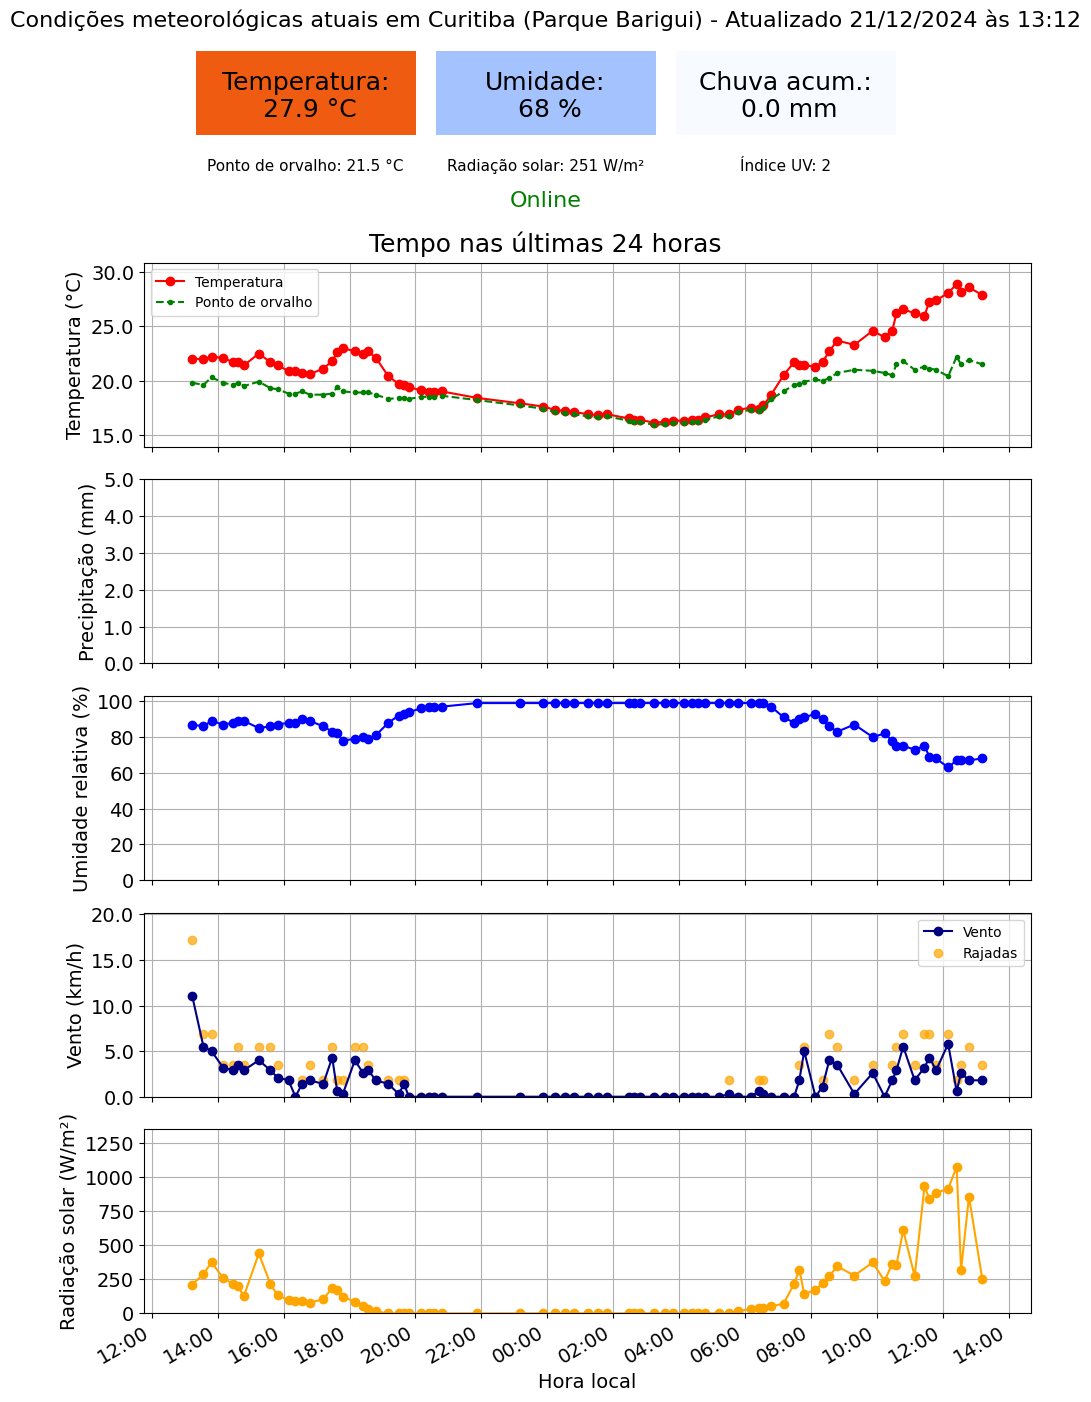 Condições meteorológicas atuais em Curitiba (Parque Barigui) - Atualizado 21/12/2024 às 13:12
Temperatura:
27.9 °C
Umidade:
68 %
Chuva acum.:
0.0 mm
Ponto de orvalho: 21.5 °C
Radiação solar: 251 W/m²
Índice UV: 2
Online
Tempo nas últimas 24 horas
Temperatura (°C)
30.0
25.0
20.0
15.0
Temperatura
Ponto de orvalho
Precipitação (mm)
5.0
4.0
3.0
2.0
1.0
0.0
Umidade relativa (%)
100
80
60
40
20
0
Vento (km/h)
20.0
15.0
10.0
5.0
0.0
Vento
Rajadas
Radiação solar (W/m²)
1250
1000
750
500
250
0
12:00 14:00 16:00 18:00 20:00 22:00 00:00 02:00 04:00 06:00 08:00 10:00 12:00 14:00
Hora local